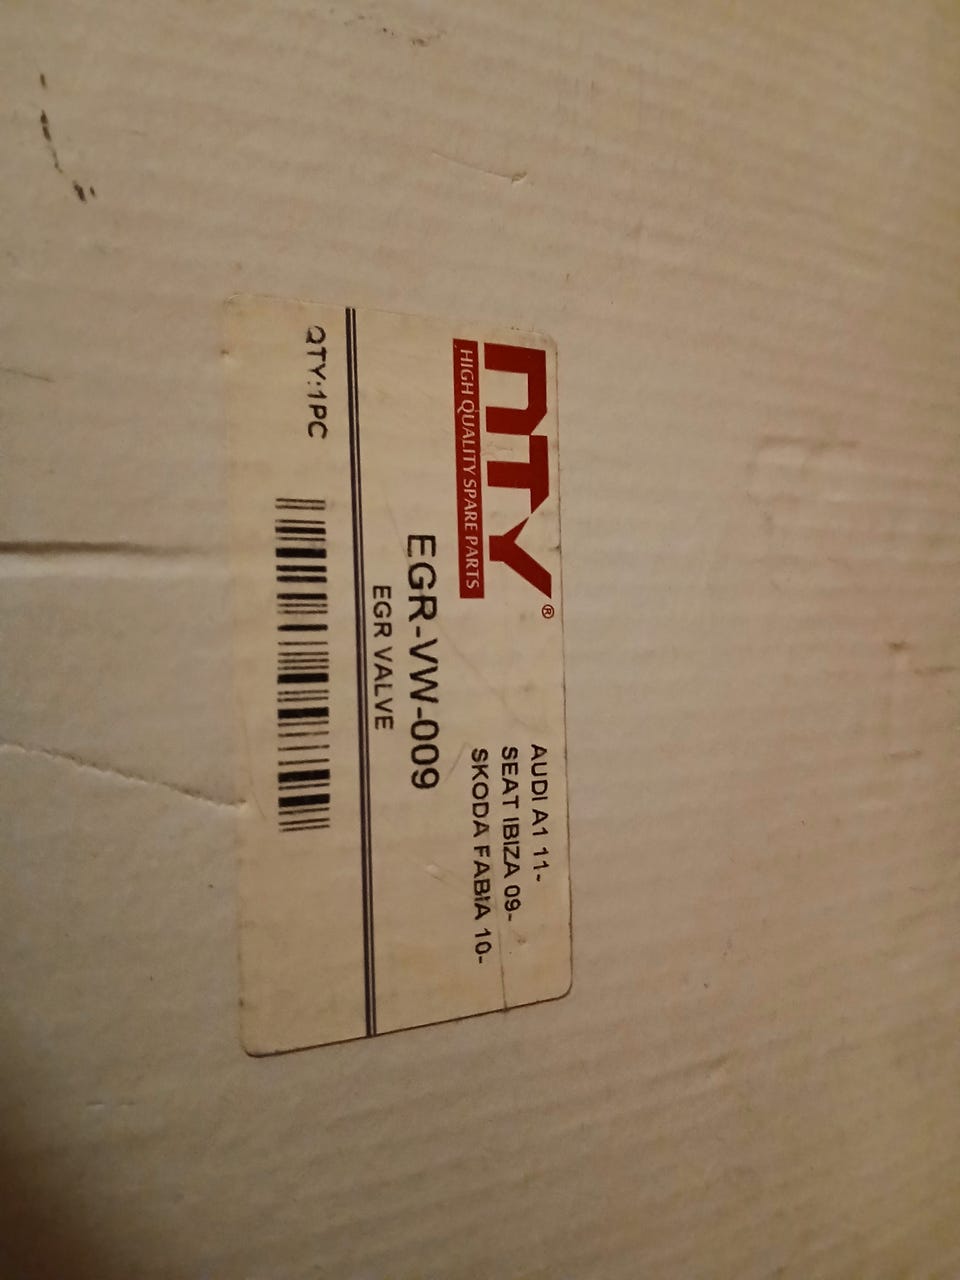 nTY®
HIGH QUALITY SPARE PARTS
AUDI A1 11-
SEAT IBIZA 09-
SKODA FABIA 10-
EGR-VW-009
EGR VALVE
QTY:1PC